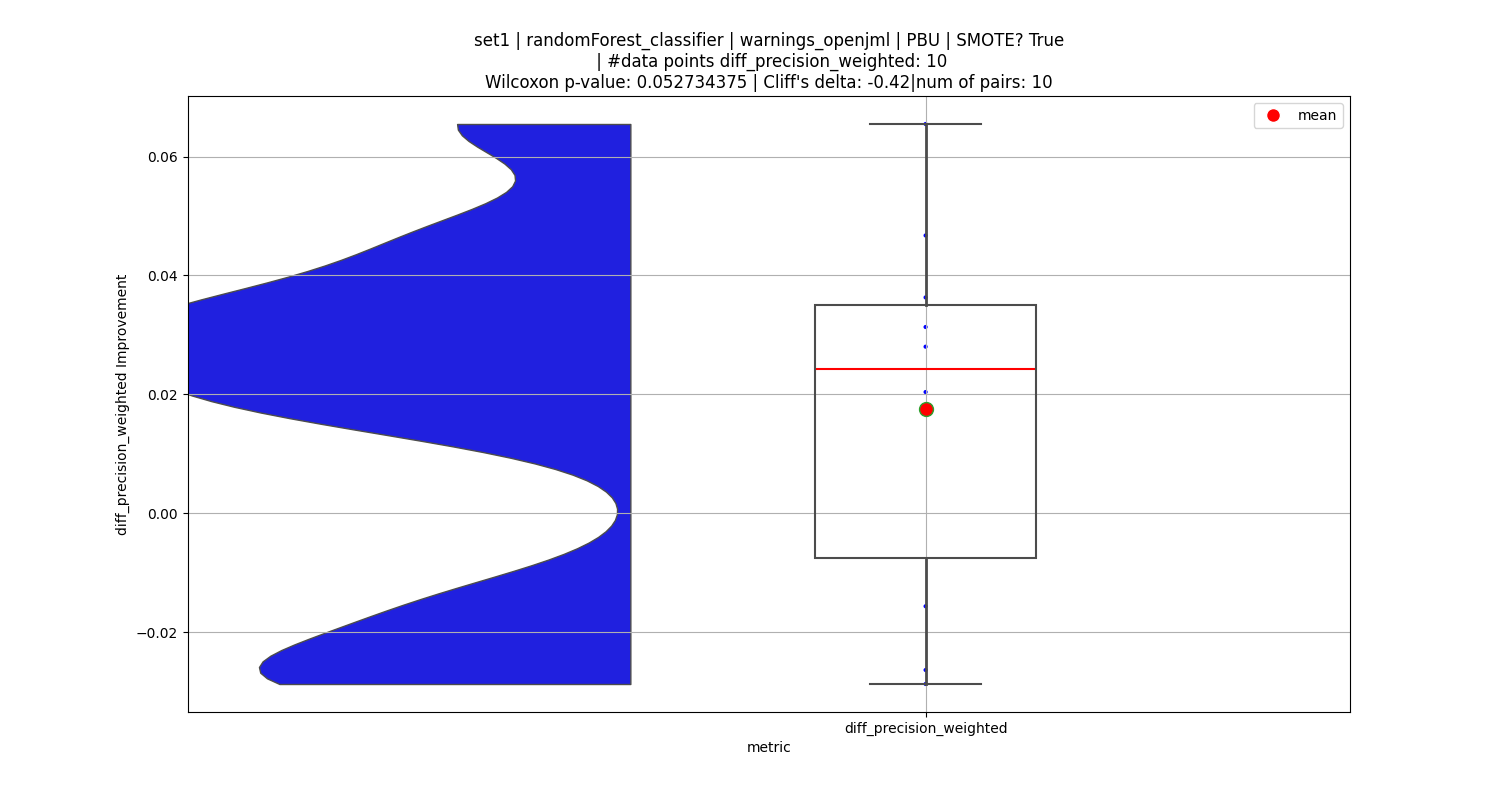 set1 | randomForest_classifier | warnings_openjml | PBU | SMOTE? True
| #data points diff_precision_weighted: 10
Wilcoxon p-value: 0.052734375 | Cliff's delta: -0.42|num of pairs: 10
mean
0.06
0.04
0.02
0.00
−0.02
diff_precision_weighted Improvement
diff_precision_weighted
metric